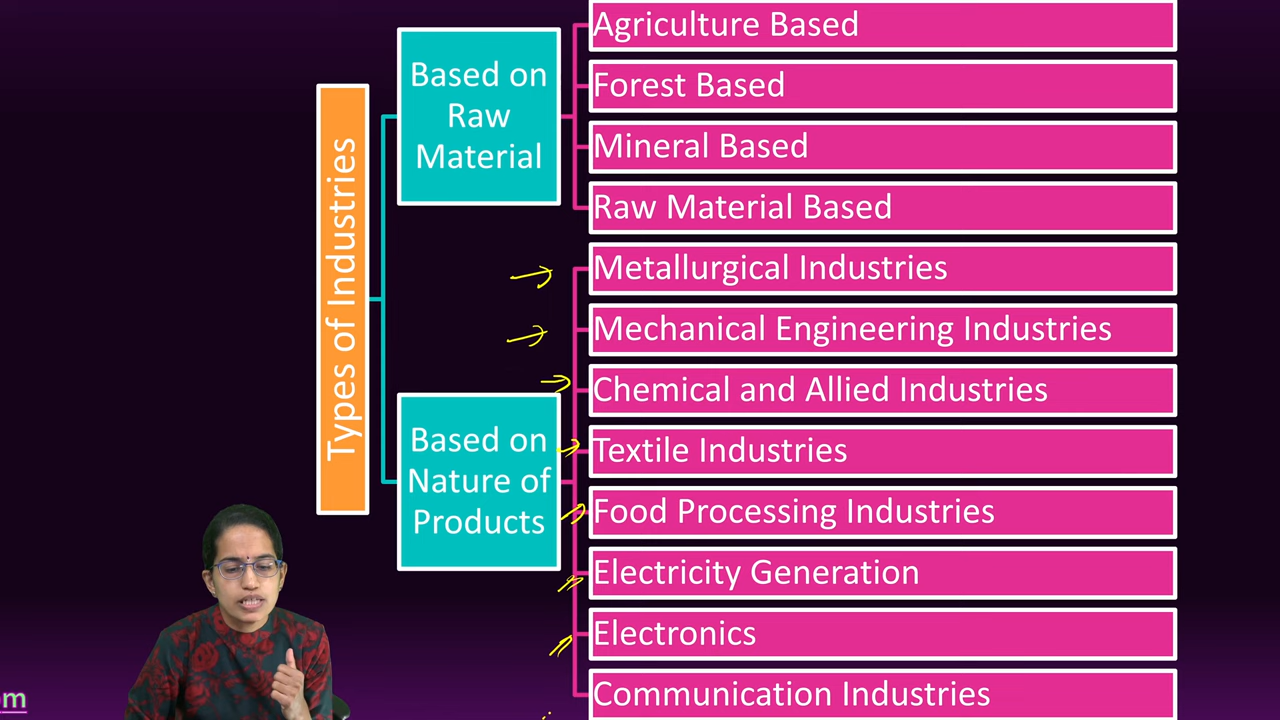 Types of Industries
Based on
Raw
Material
Agriculture Based
Forest Based
Mineral Based
Raw Material Based
Based on
Nature of
Products
Metallurgical Industries
Mechanical Engineering Industries
Chemical and Allied Industries
Textile Industries
Food Processing Industries
Electricity Generation
Electronics
Communication Industries
om